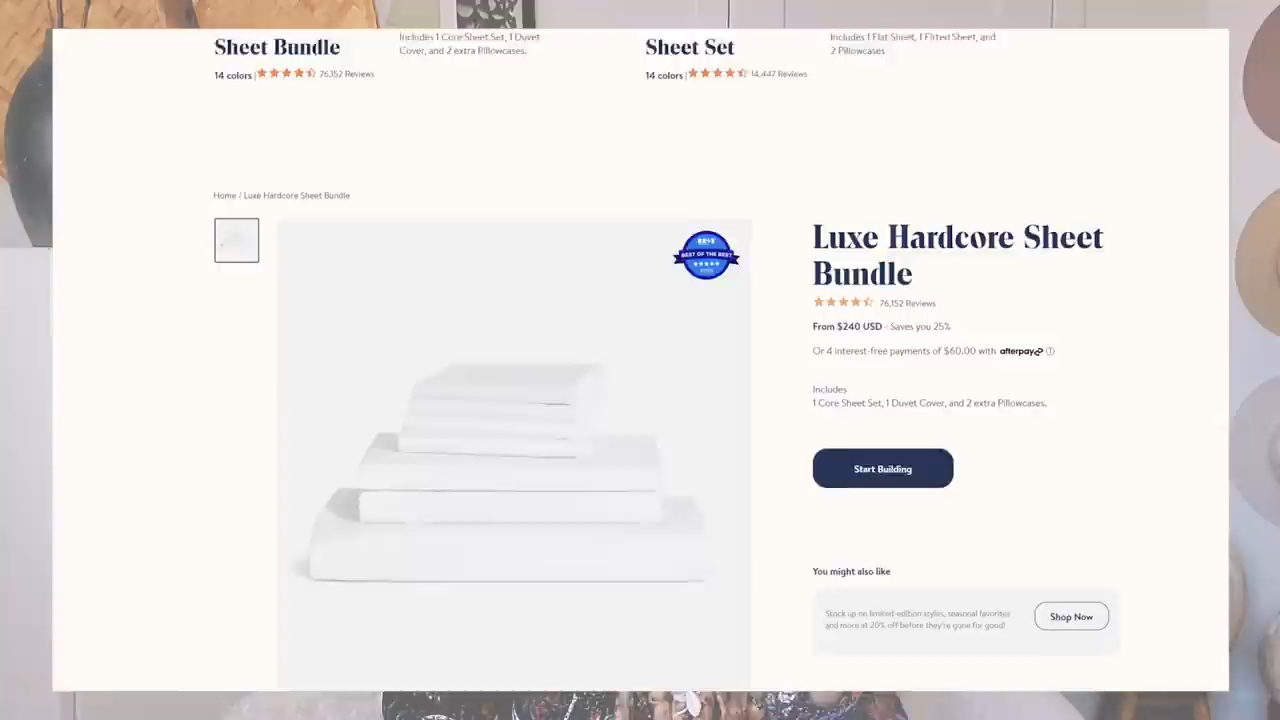 Includes 1 Core Sheet Set, 1 Duvet
Sheet Bundle
Cover, and 2 extra Pillowcases.
14 colors | 76,152 Reviews
Includes 1 Flat Sheet, 1 Fitted Sheet, and
Sheet Set
2 Pillowcases
14 colors | 14,447 Reviews
Home / Luxe Hardcore Sheet Bundle
BEST OF THE BEST
Luxe Hardcore Sheet
Bundle
76,152 Reviews
From $240 USD - Saves you 25%
Or 4 interest-free payments of $60.00 with afterpay
Includes
1 Core Sheet Set, 1 Duvet Cover, and 2 extra Pillowcases.
Start Building
You might also like
Stock up on limited-edition styles, seasonal favorites
and more at 20% off before they're gone for good!
Shop Now